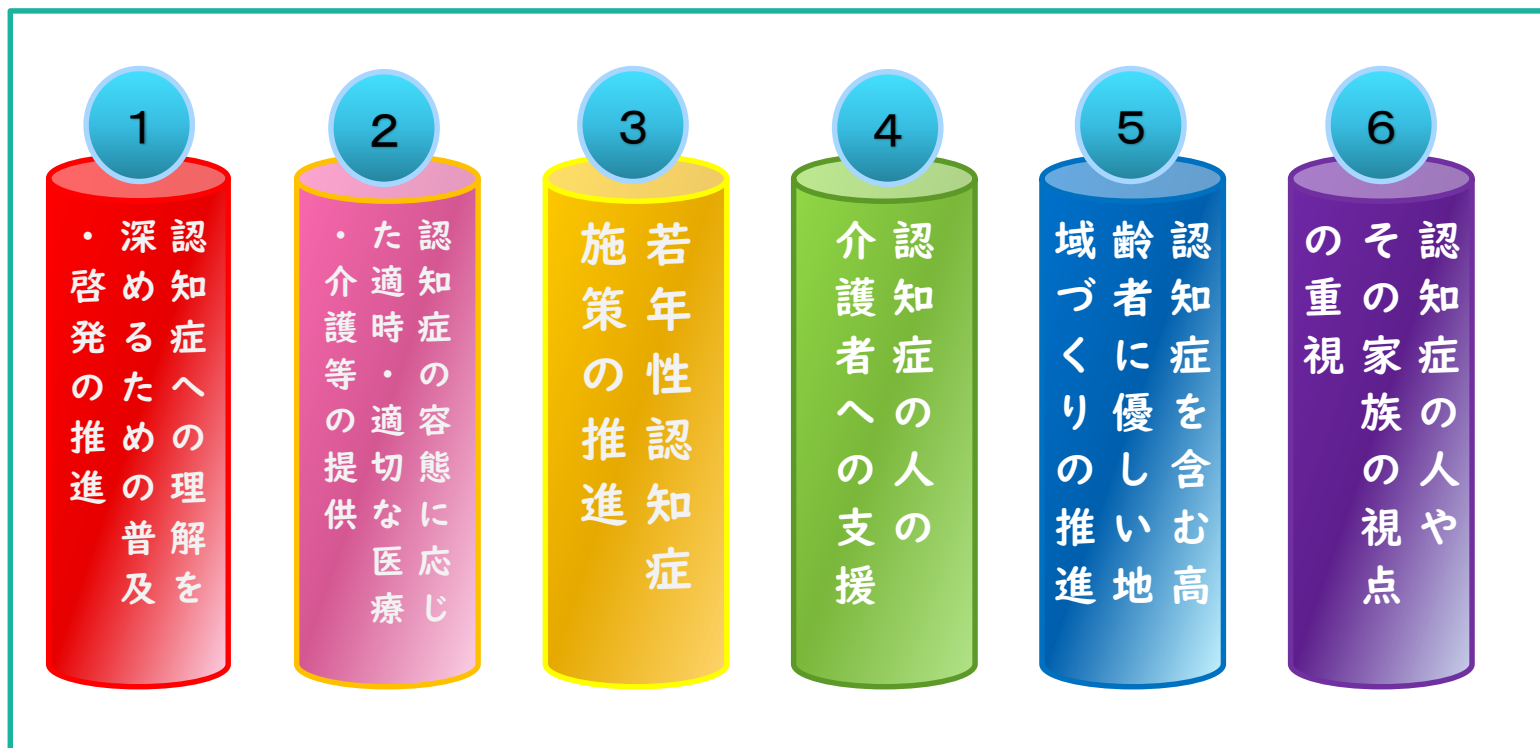 1
認知症への理解を
深めるための普及
・啓発の推進
2
認知症の容態に応じ
た適時・適切な医療
・介護等の提供
3
若年性認知症
施策の推進
4
認知症の人の
介護者への支援
5
認知症を含む高
齢者に優しい地
域づくりの推進
6
認知症の人や
その家族の視点
の重視